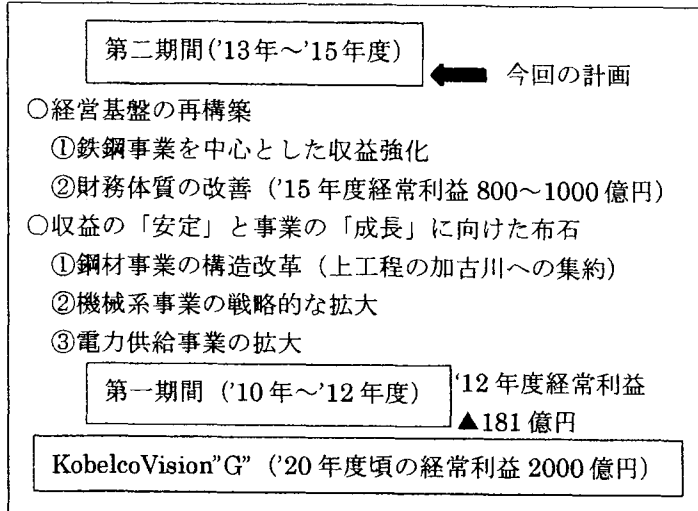 第二期間('13年～'15年度)
今回の計画
○経営基盤の再構築
①鉄鋼事業を中心とした収益強化
②財務体質の改善（'15年度経常利益800～1000億円）
○収益の「安定」と事業の「成長」に向けた布石
①鋼材事業の構造改革（上工程の加古川への集約）
②機械系事業の戦略的な拡大
③電力供給事業の拡大
第一期間（'10年～'12年度）
'12年度経常利益
▲181億円
KobelcoVision"G"（'20年度頃の経常利益2000億円）